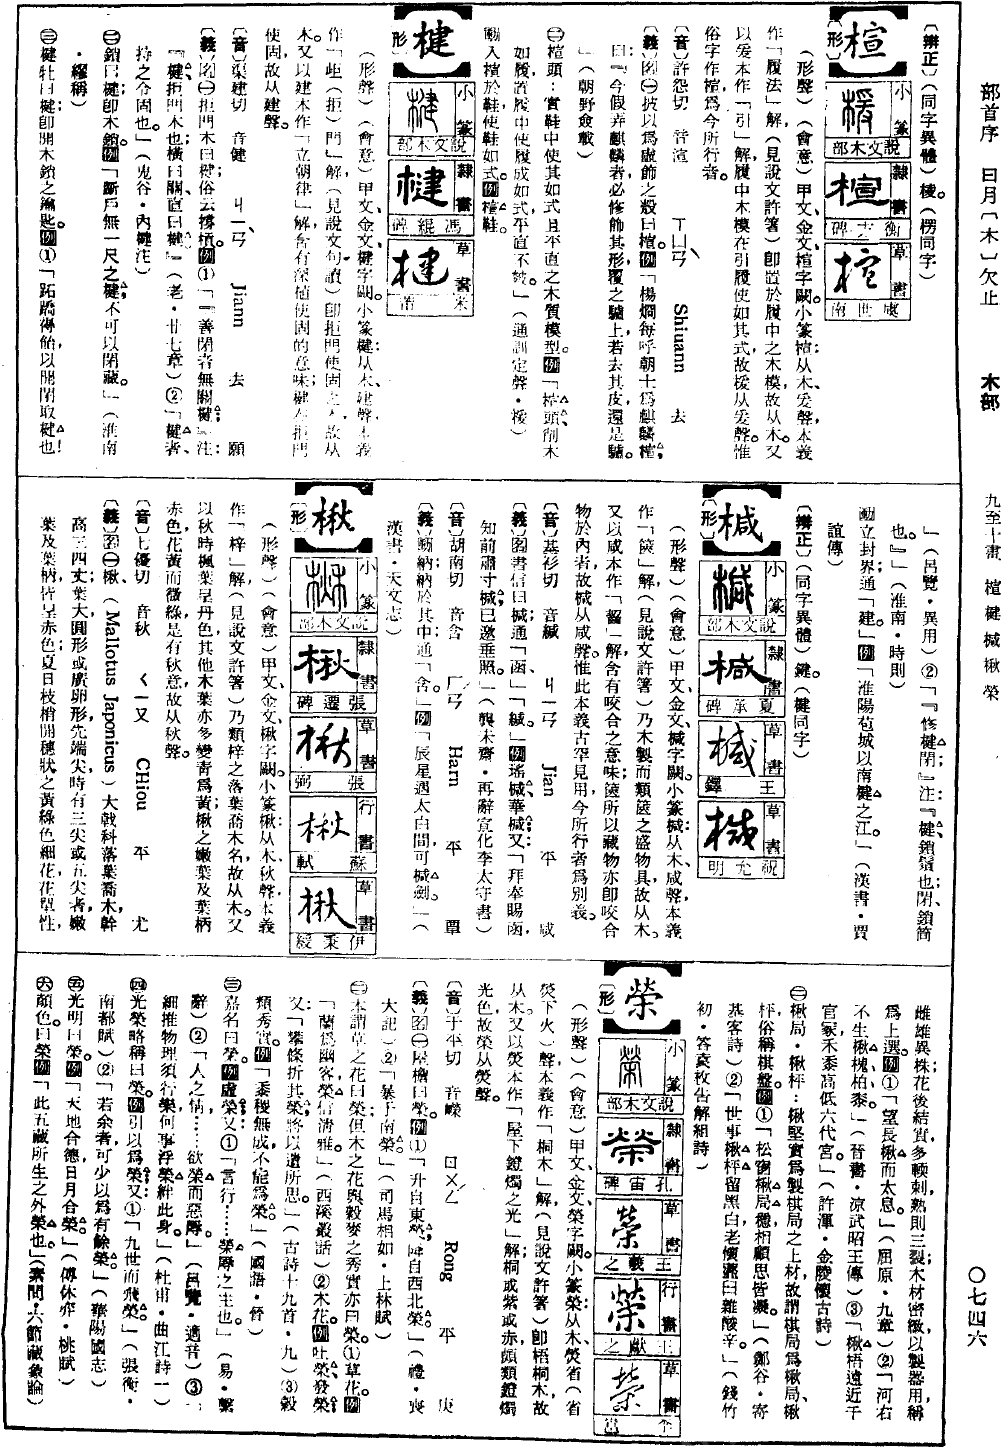 部首序 曰月〔木〕欠止 木部 九至十畫 楦楗椷楸榮 〇七四六
〔辨正〕(同字異體)稜。(楞同字)
楦
〔形〕
小篆 說文木部
隸書 衡方碑
草書 虞世南
(形聲)(會意)甲文、金文、楦字闕。小篆楦:从木、爰聲,本義
作「履法」解(見說文許箸)即置於履中之木模,故从木。又
以爰本作「引」解,履中木模在引履使如其式,故楥从爰聲。惟
俗字作楦爲今所行者。
〔音〕許怨切 音渲 ㄒㄩㄢˋ Shiuann 去
〔義〕名㊀披以爲虛飾之殼曰楦。例「楊烱每呼朝士爲麒麟楦,
曰:『今假弄麒麟者,必修飾其形,覆之驢上,若去其皮,還是驢。
』」(朝野僉載)
㊁楦頭:實鞋中使其如式且平直之木質模型。例「楦頭,削木
如履,置履中使履成如式平直不皴。」(通訓定聲・楥)
動入楦於鞋使鞋如式。例楦鞋。
楗
〔形〕
小篆 說文木部
隸書 馮緄碑
草書 米芾
(形聲)(會意)甲文、金文、楗字闕。小篆楗:从木、建聲,本義
作「歫(拒)門」解(見說文句讀)即拒門使固之木,故从
木。又以建木作「立朝律」解,含有深植使固的意味;楗在拒門
使固,故从建聲。
〔音〕渠建切 音健 ㄐㄧㄢˋ Jiann 去 願
〔義〕名㊀拒門木曰楗,俗云撐槓。例①「『善閉者無關楗』;注:
『楗,拒門木也;橫曰關,直曰楗』」(老・廿七章)②「楗者、
持之令固也。」(鬼谷・內楗注)
㊁鎖曰楗,即木鎖。例「斷戶無一尺之楗,不可以閉藏。」(淮南
・繆稱)
㊂楗牡曰楗,即開木鎖之鑰匙。例①「跖蹻得飴,以開閉取楗也!
」(呂覽・異用)②「『修楗閉』注:『楗、鎖鬚也;閉、鎖筒
也。』」(淮南・時則)
動立封界,通「建」。例「淮陽苞城以南楗之江。」(漢書・賈
誼傳)
〔辨正〕(同字異體)鍵。(楗同字)
椷
〔形〕
小篆 說文木部
隸書 夏承碑
草書 王鐸
草書 祝允明
(形聲)(會意)甲文、金文、椷字闕。小篆椷:从木、咸聲,本義
作「篋」解(見說文許箸)乃木製而類篋之盛物具,故从木。
又以咸本作「齧」解,含有咬合之意味;篋所以藏物亦卽咬合
物於內者,故椷从咸聲。惟此本義古罕見用,今所行者爲別義。
〔音〕基衫切 音緘 ㄐㄧㄢ Jian 平 咸
〔義〕名書信曰椷,通「函」「緘」。例瑤椷、華椷;又「拜奉賜函,
知前肅寸椷,已邀垂照。」(龔未齋・再辭宣化李太守書)
〔音〕胡南切 音含 ㄏㄢˊ Harn 平 覃
〔義〕動納,納於其中,通「含」。例「辰星過太白,間可椷劍。」(
漢書・天文志)
楸
〔形〕
小篆 說文木部
隸書 張遷碑
草書 張弼
行書 蘇軾
草書 伊秉綬
(形聲)(會意)甲文、金文、楸字闕。小篆楸:从木、秋聲,本義
作「梓」解(見說文許箸)乃類梓之落葉喬木名,故从木。又
以秋時楓葉呈丹色,其他木葉亦多變靑爲黃;楸之嫩葉及葉柄
赤色,花黃而微綠,是有秋意,故从秋聲。
〔音〕七優切 音秋 ㄑㄧㄡ CHiou 平 尤
〔義〕名㊀楸,(Mallotus Japonicus)大戟科落葉喬木,幹
高三四丈,葉大圓形或廣卵形,先端尖,時有三尖或五尖者,嫩
葉及葉柄,皆呈赤色;夏日枝梢開穗狀之黃綠色細花,花單性,
雌雄異株,花後結實,多輭刺,熟則三裂;木材密緻,以製器用,稱
爲上選。例①「望長楸而太息。」(屈原・九章)②「河右
不生楸、槐、柏、黍。」(晉書・涼武昭王傳)③「楸梧遠近千
官冢,禾黍高低六代宮。」(許渾・金陵懷古詩)
㊁楸局・楸枰:楸堅實,爲製棋局之上材,故謂棋局爲楸局、楸
枰,俗稱棋盤。例①「松窗楸局穩,相顧思皆凝。」(鄭谷・寄
棊客詩)②「世事楸枰留黑白,老懷灑曰雜酸辛。」(錢竹
初・答袁枚告解組詩)
榮
〔形〕
小篆 說文木部
隸書 孔宙碑
草書 王羲之
行書 王獻之
草書 李邕
(形聲)(會意)甲文、金文、榮字闕。小篆榮:从木、熒省(省
熒下火)聲,本義作「桐木」解(見說文許箸)卽梧桐木,故
从木。又以熒本作「屋下鐙燭之光」解,桐或紫或赤,頗類鐙燭
光色,故榮从熒聲。
〔音〕于平切 音嶸 ㄖㄨㄥˊ Rong 平 庚
〔義〕名㊀屋檐曰榮。例①「升自東榮,降自西北榮。」(禮・喪
大記)②「暴于南榮。」(司馬相如・上林賦)
㊁本謂草之花曰榮,但木之花與穀麥之秀實亦曰榮。①草花。例
「蘭爲幽客,榮信清雅。」(西溪叢話)②木花。例吐榮、發榮;
又「攀條折其榮,將以遺所思。」(古詩十九首・九)③穀
類秀實。例「黍稷無成,不能爲榮。」(國語・晉)
㊂嘉名曰榮。例虛榮;又①「言行……榮辱之主也。」(易・繫
辭)②「人之情,……欲榮而惡辱。」(呂覽・適音)③「
細推物理須行樂,何事浮榮絆此身。」(杜甫・曲江詩一)
㊃光榮略稱曰榮。例引以爲榮;又①「九世而飛榮。」(張衡・
南都賦)②「若余者,可少以爲有餘榮。」(華陽國志)
㊄光明曰榮。例「天地合德,日月合榮。」(傅休弈・桃賦)
㊅顏色曰榮。例「此五藏所生之外榮也。」(素問・六節藏象論)